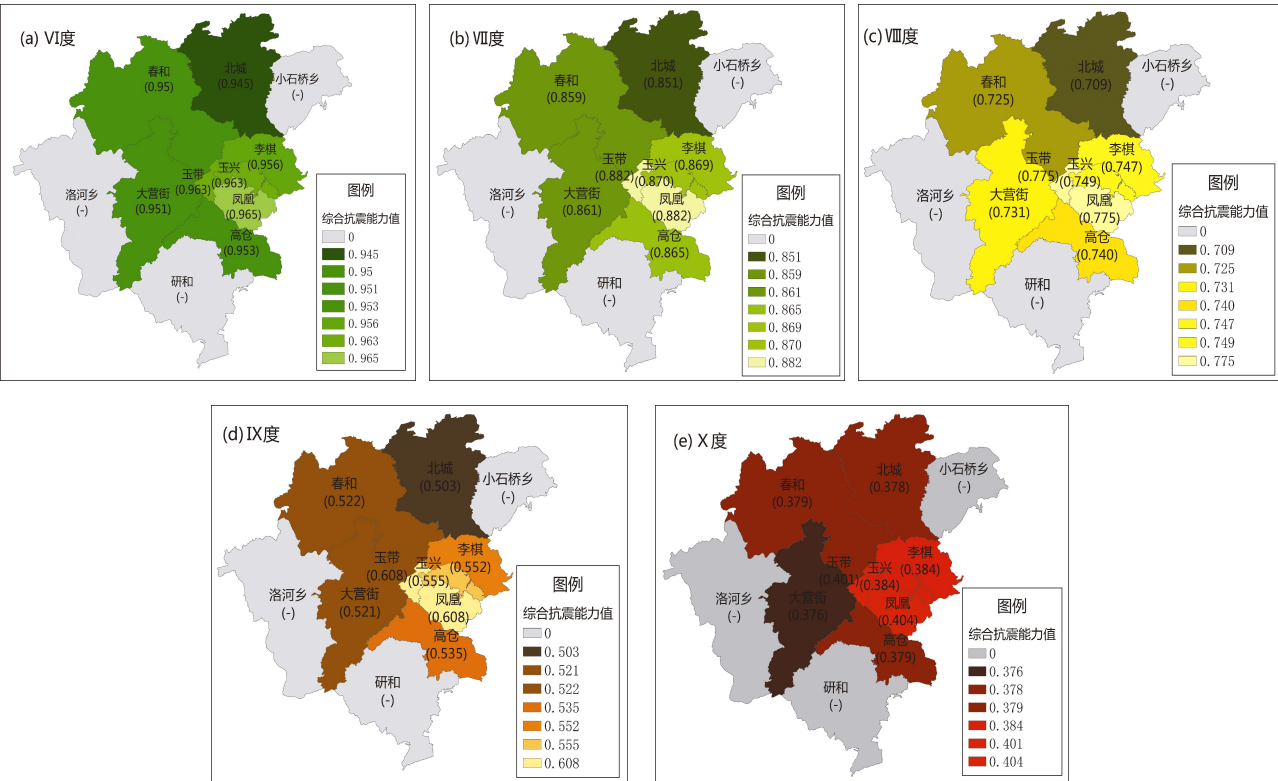 (a) Ⅵ度
春和
(0.95)
北城
(0.945)
小石桥乡
(-)
李棋
(0.956)
玉兴
(0.963)
玉带
(0.963)
凤凰
(0.965)
大营街
(0.951)
洛河乡
(-)
高仓
(0.953)
研和
(-)
图例
综合抗震能力值
0
0.945
0.95
0.951
0.953
0.956
0.963
0.965
(b) Ⅶ度
春和
(0.859)
北城
(0.851)
小石桥乡
(-)
李棋
(0.869)
玉兴
(0.870)
玉带
(0.882)
凤凰
(0.882)
大营街
(0.861)
洛河乡
(-)
高仓
(0.865)
研和
(-)
图例
综合抗震能力值
0
0.851
0.859
0.861
0.865
0.869
0.870
0.882
(c) Ⅷ度
春和
(0.725)
北城
(0.709)
小石桥乡
(-)
李棋
(0.747)
玉兴
(0.749)
玉带
(0.775)
凤凰
(0.775)
大营街
(0.731)
洛河乡
(-)
高仓
(0.740)
研和
(-)
图例
综合抗震能力值
0
0.709
0.725
0.731
0.740
0.747
0.749
0.775
(d) Ⅸ度
春和
(0.522)
北城
(0.503)
小石桥乡
(-)
李棋
(0.552)
玉兴
(0.555)
玉带
(0.608)
凤凰
(0.608)
大营街
(0.521)
洛河乡
(-)
高仓
(0.535)
研和
(-)
图例
综合抗震能力值
0
0.503
0.521
0.522
0.535
0.552
0.555
0.608
(e) Ⅹ度
春和
(0.379)
北城
(0.378)
小石桥乡
(-)
李棋
(0.384)
玉兴
(0.384)
玉带
(0.401)
凤凰
(0.404)
大营街
(0.376)
洛河乡
(-)
高仓
(0.379)
研和
(-)
图例
综合抗震能力值
0
0.376
0.378
0.379
0.384
0.401
0.404